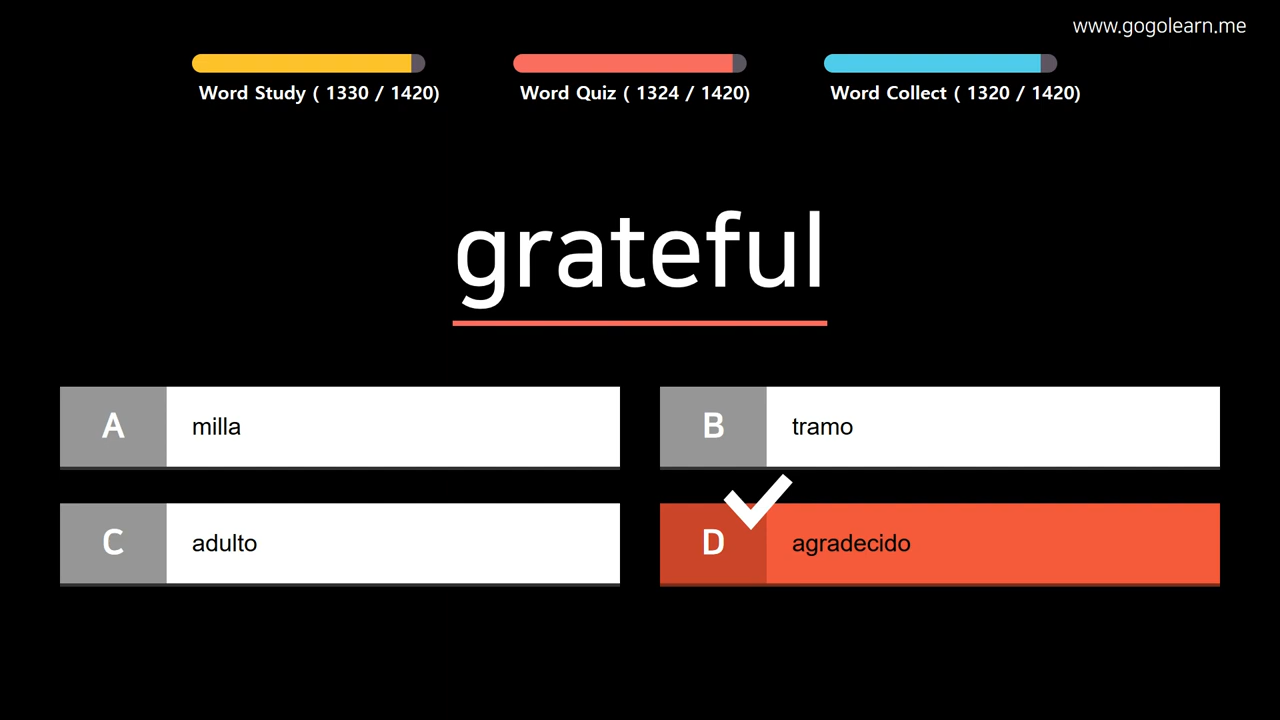 www.gogolearn.me
Word Study ( 1330 / 1420)
Word Quiz ( 1324 / 1420)
Word Collect ( 1320 / 1420)
grateful
A milla
B tramo
C adulto
D agradecido